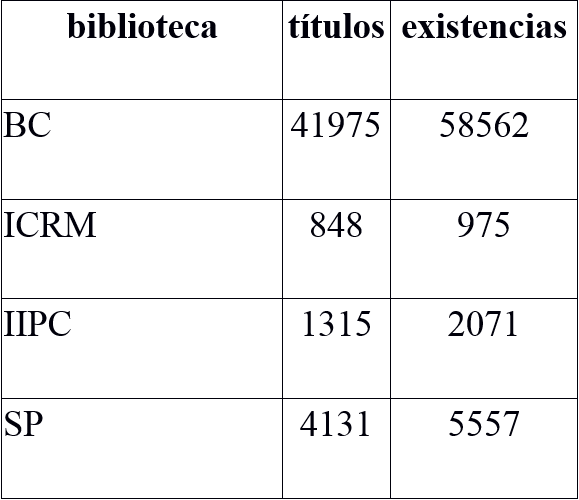 biblioteca títulos existencias
BC 41975 58562
ICRM 848 975
IIPC 1315 2071
SP 4131 5557